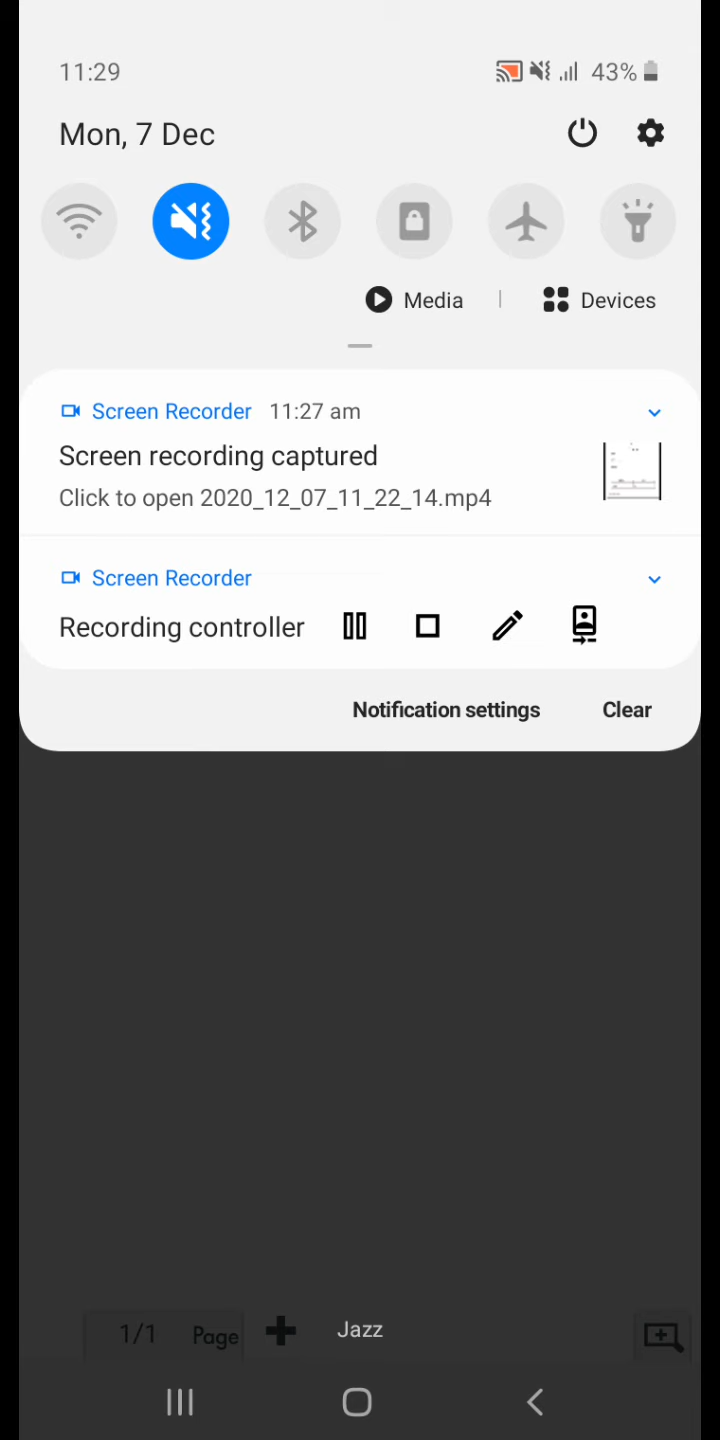 11:29 43%
Mon, 7 Dec
Media | Devices
Screen Recorder 11:27 am
Screen recording captured
Click to open 2020_12_07_11_22_14.mp4
Screen Recorder
Recording controller
Notification settings Clear
1/1 Page Jazz